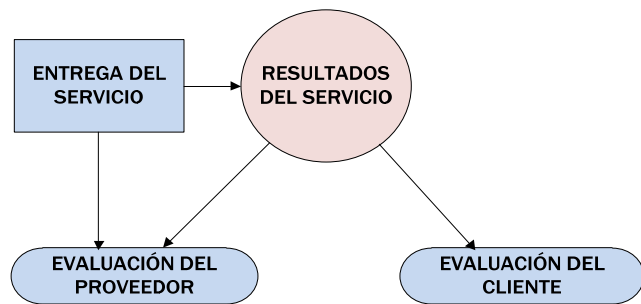 ENTREGA DEL
SERVICIO
RESULTADOS
DEL SERVICIO
EVALUACIÓN DEL
PROVEEDOR
EVALUACIÓN DEL
CLIENTE